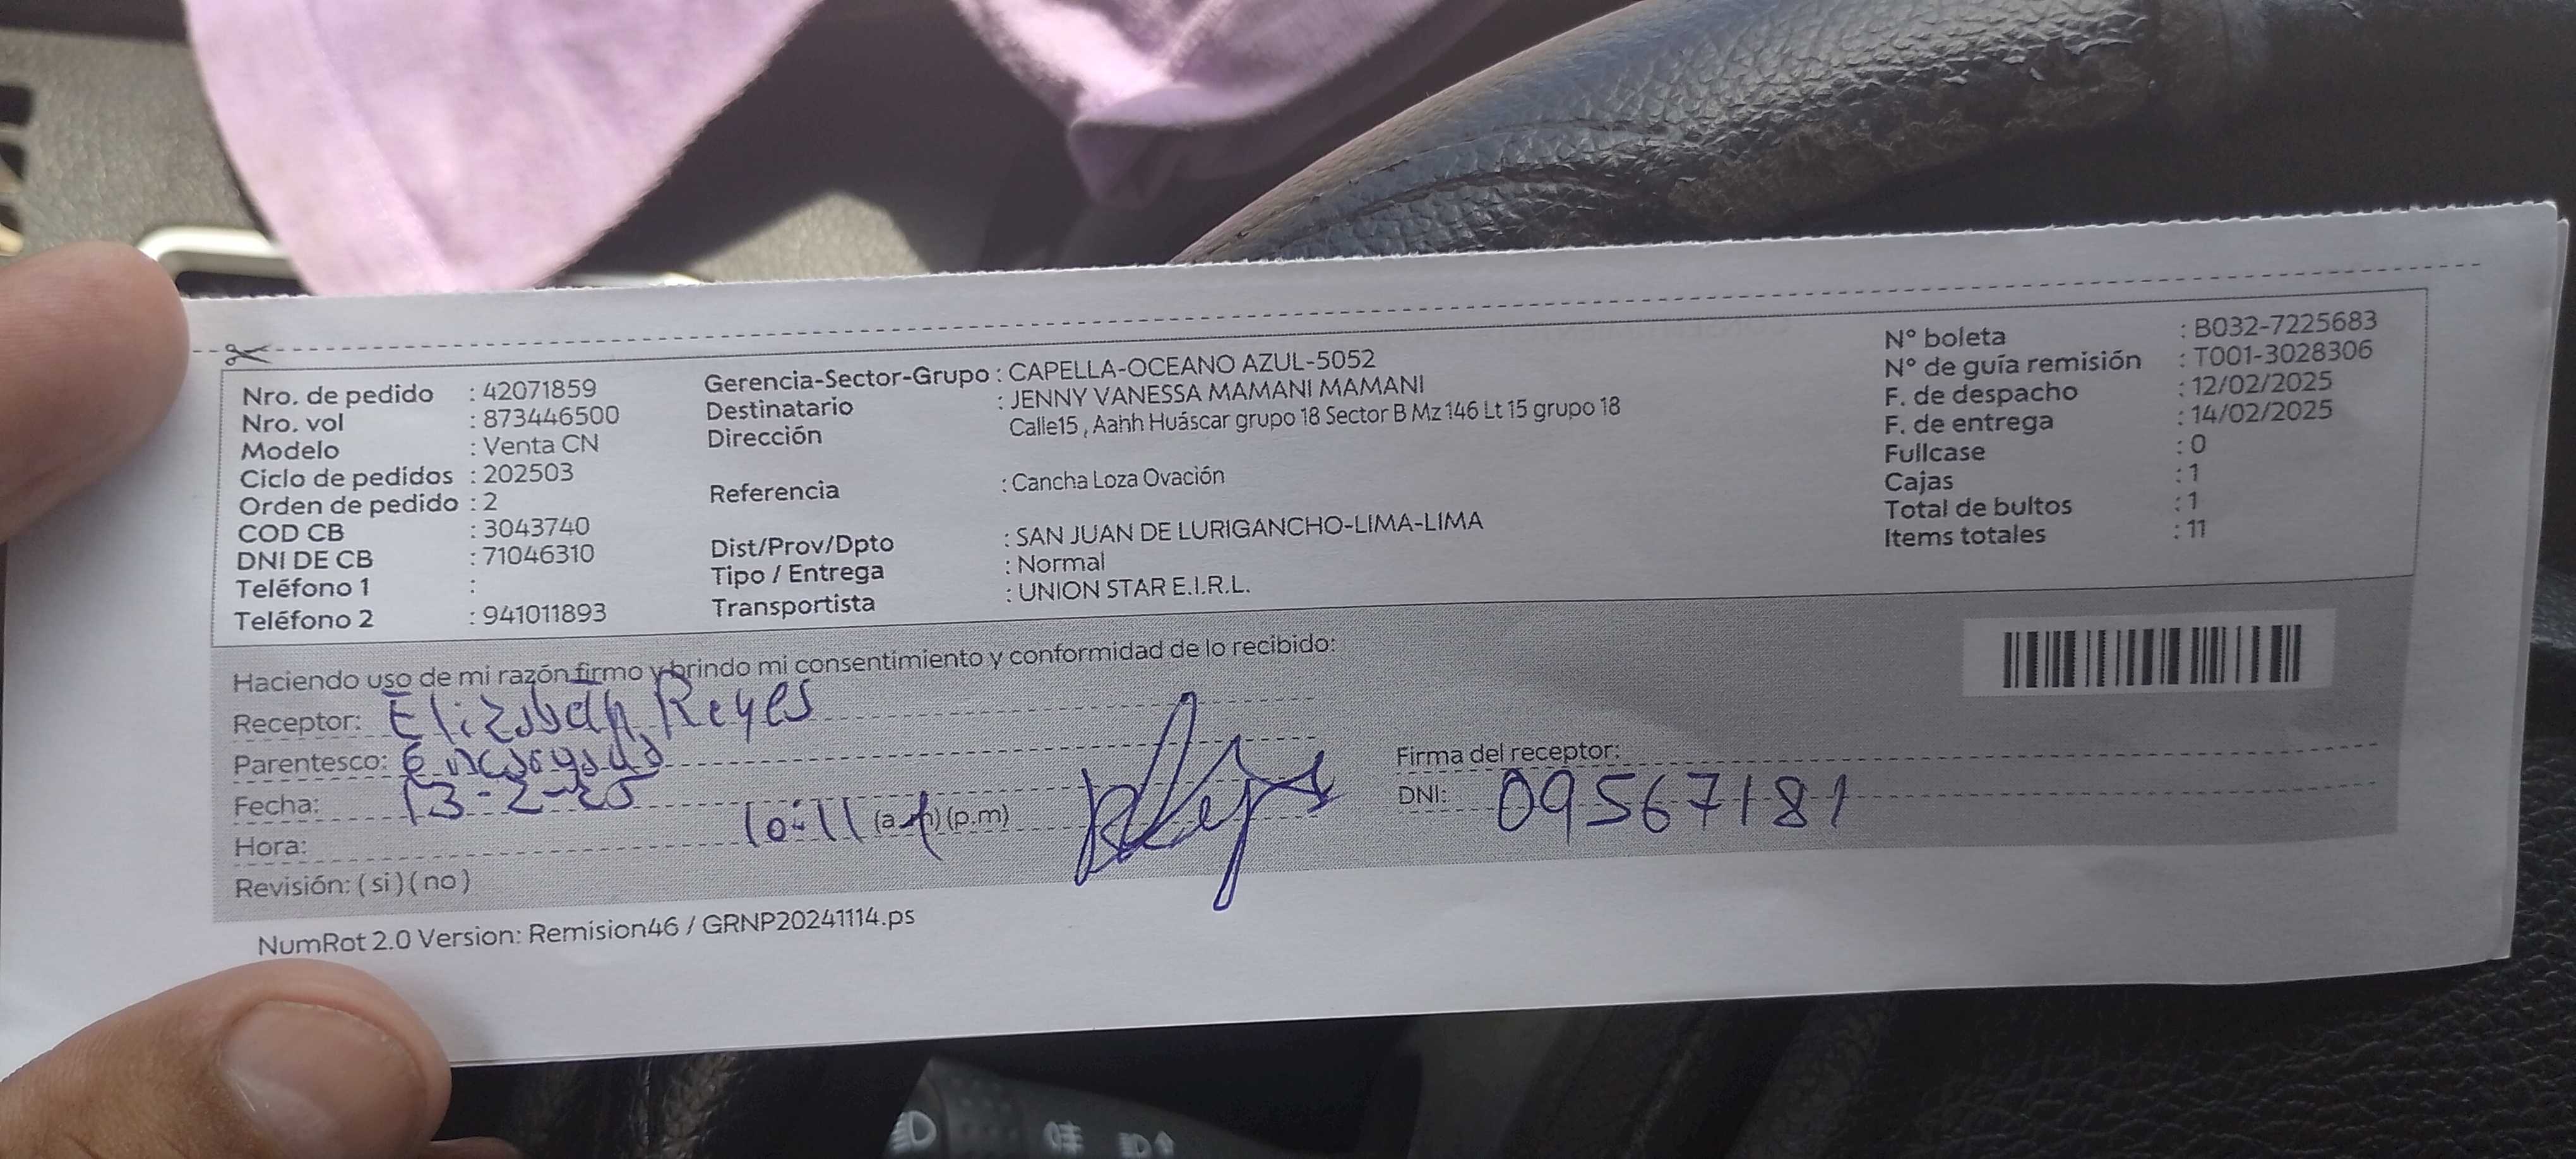 Nro. de pedido : 42071859
Nro. vol : 873446500
Modelo : Venta CN
Ciclo de pedidos : 202503
Orden de pedido : 2
COD CB : 3043740
DNI DE CB : 71046310
Teléfono 1 :
Teléfono 2 : 941011893
Gerencia-Sector-Grupo : CAPELLA-OCEANO AZUL-5052
Destinatario : JENNY VANESSA MAMANI MAMANI
Dirección Calle15 , Aahh Huáscar grupo 18 Sector B Mz 146 Lt 15 grupo 18
Referencia : Cancha Loza Ovación
Dist/Prov/Dpto : SAN JUAN DE LURIGANCHO-LIMA-LIMA
Tipo / Entrega : Normal
Transportista : UNION STAR E.I.R.L.
N° boleta : B032-7225683
N° de guía remisión : T001-3028306
F. de despacho : 12/02/2025
F. de entrega : 14/02/2025
Fullcase : 0
Cajas : 1
Total de bultos : 1
Items totales : 11
Haciendo uso de mi razón firmo y brindo mi consentimiento y conformidad de lo recibido:
Receptor: Elizabeth Reyes
Parentesco: Encargada
Fecha: 13-2-25
Hora: 10:11 (a.m) (p.m)
Revisión: ( si ) ( no )
Firma del receptor:
DNI: 09567181
NumRot 2.0 Version: Remision46 / GRNP20241114.ps